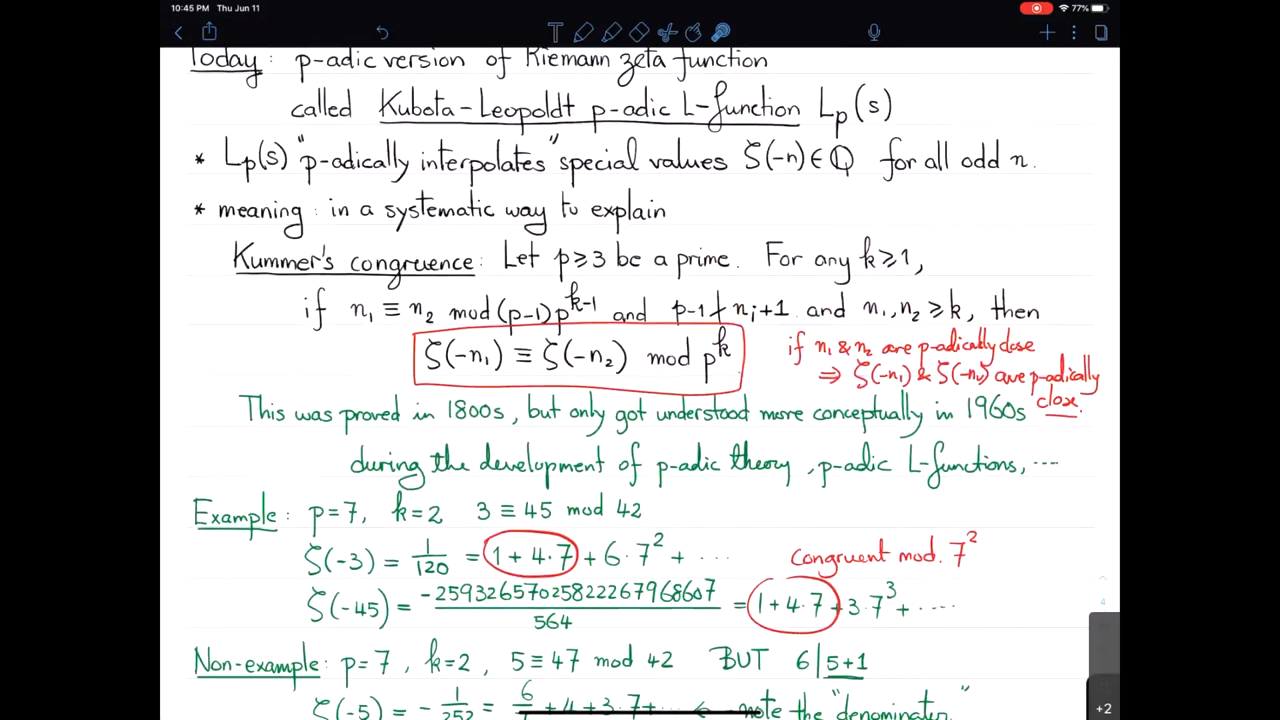 10:45 PM Thu Jun 11
77%
Today : p-adic version of Riemann zeta function
called Kubota-Leopoldt p-adic L-function Lp(s)
* Lp(s) "p-adically interpolates" special values ζ(-n) ∈ ℚ for all odd n.
* meaning : in a systematic way to explain
Kummer's congruence : Let p ≥ 3 be a prime. For any k ≥ 1,
if n₁ ≡ n₂ mod (p-1)p^{k-1} and p-1 ∤ nᵢ+1 and n₁, n₂ ≥ k, then
ζ(-n₁) ≡ ζ(-n₂) mod p^k
if n₁ & n₂ are p-adically close
⇒ ζ(-n₁) & ζ(-n₂) are p-adically
close.
This was proved in 1800s, but only got understood more conceptually in 1960s
during the development of p-adic theory, p-adic L-functions, ....
Example : p = 7, k = 2 3 ≡ 45 mod 42
ζ(-3) = 1/120 = 1 + 4·7 + 6·7² + ····
congruent mod. 7²
ζ(-45) = -25932657025822267968607/564 = 1 + 4·7 + 3·7³ + ····
Non-example : p = 7, k = 2, 5 ≡ 47 mod 42 BUT 6 | 5+1
ζ(-5) = - 1/252 = 6/7 + 4 + 3·7 + ··· ← note the "denominator"
4
+2